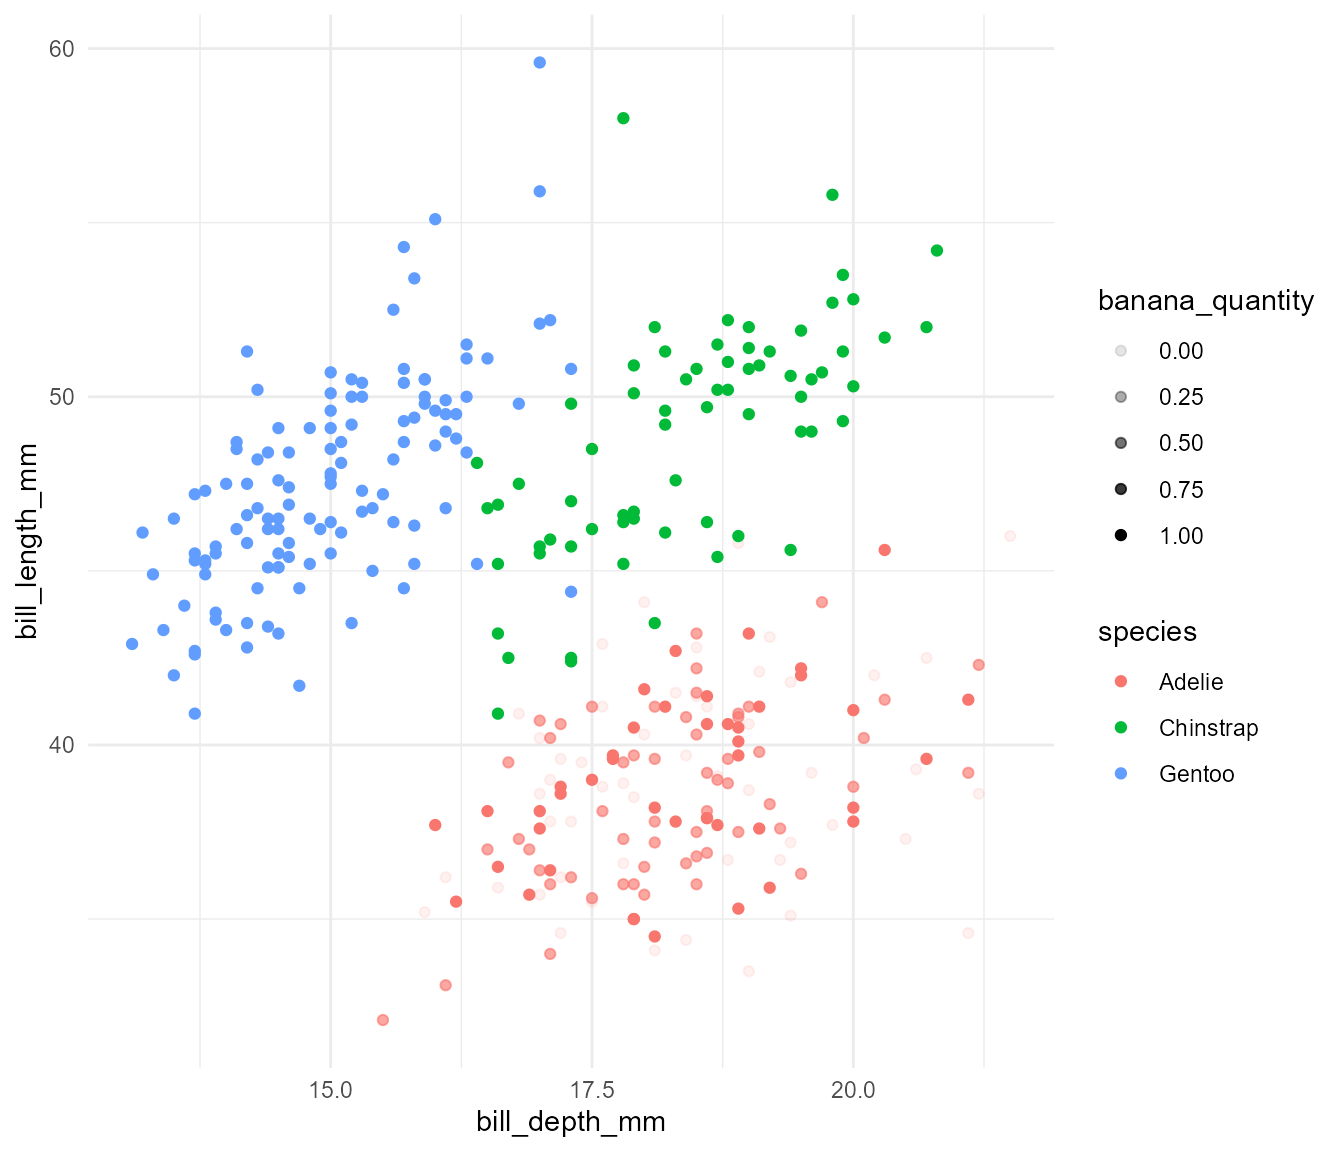 60
50
40
bill_length_mm
15.0
17.5
20.0
bill_depth_mm
banana_quantity
0.00
0.25
0.50
0.75
1.00
species
Adelie
Chinstrap
Gentoo